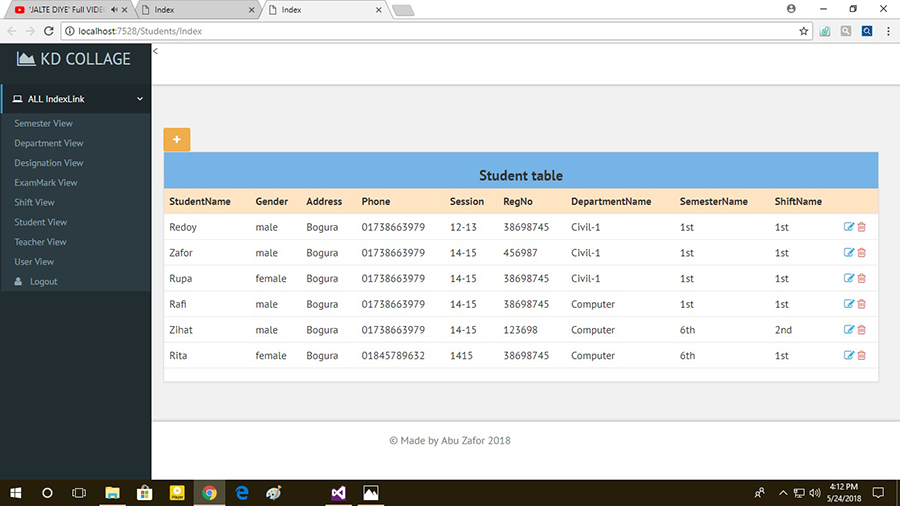 'JALTE DIYE' Full VIDEO
Index
Index
localhost:7528/Students/Index
KD COLLAGE
<
ALL IndexLink
Semester View
Department View
Designation View
ExamMark View
Shift View
Student View
Teacher View
User View
Logout
+
Student table
StudentName Gender Address Phone Session RegNo DepartmentName SemesterName ShiftName
Redoy male Bogura 01738663979 12-13 38698745 Civil-1 1st 1st
Zafor male Bogura 01738663979 14-15 456987 Civil-1 1st 1st
Rupa female Bogura 01738663979 14-15 38698745 Civil-1 1st 1st
Rafi male Bogura 01738663979 14-15 38698745 Computer 1st 1st
Zihat male Bogura 01738663979 14-15 123698 Computer 6th 2nd
Rita female Bogura 01845789632 1415 38698745 Computer 6th 1st
© Made by Abu Zafor 2018
4:12 PM
5/24/2018